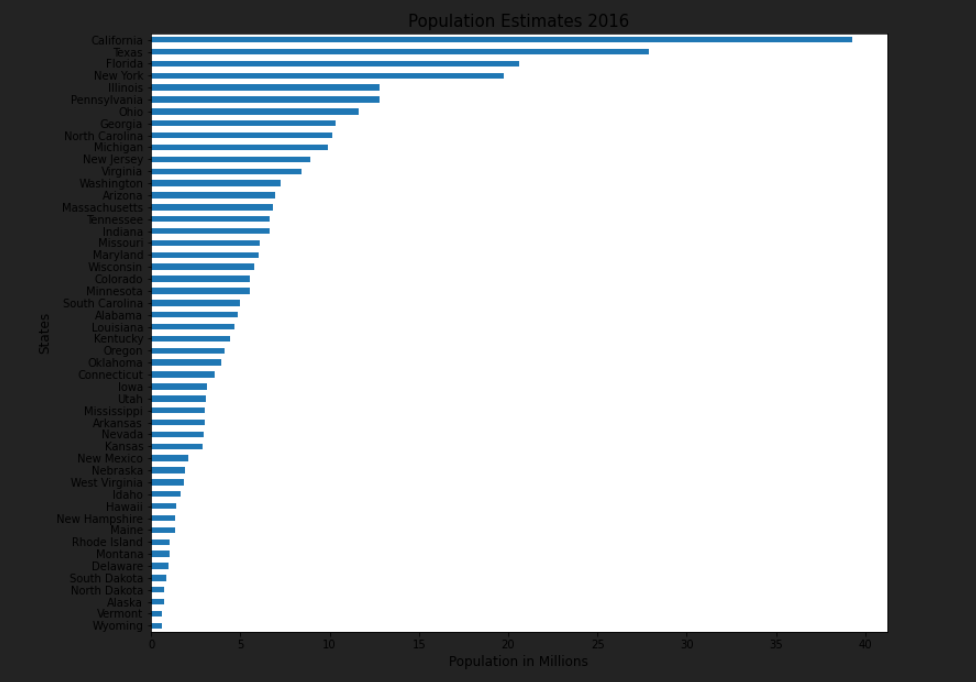 Population Estimates 2016
California
Texas
Florida
New York
Illinois
Pennsylvania
Ohio
Georgia
North Carolina
Michigan
New Jersey
Virginia
Washington
Arizona
Massachusetts
Tennessee
Indiana
Missouri
Maryland
Wisconsin
Colorado
Minnesota
South Carolina
Alabama
Louisiana
Kentucky
Oregon
Oklahoma
Connecticut
Iowa
Utah
Mississippi
Arkansas
Nevada
Kansas
New Mexico
Nebraska
West Virginia
Idaho
Hawaii
New Hampshire
Maine
Rhode Island
Montana
Delaware
South Dakota
North Dakota
Alaska
Vermont
Wyoming
States
0 5 10 15 20 25 30 35 40
Population in Millions